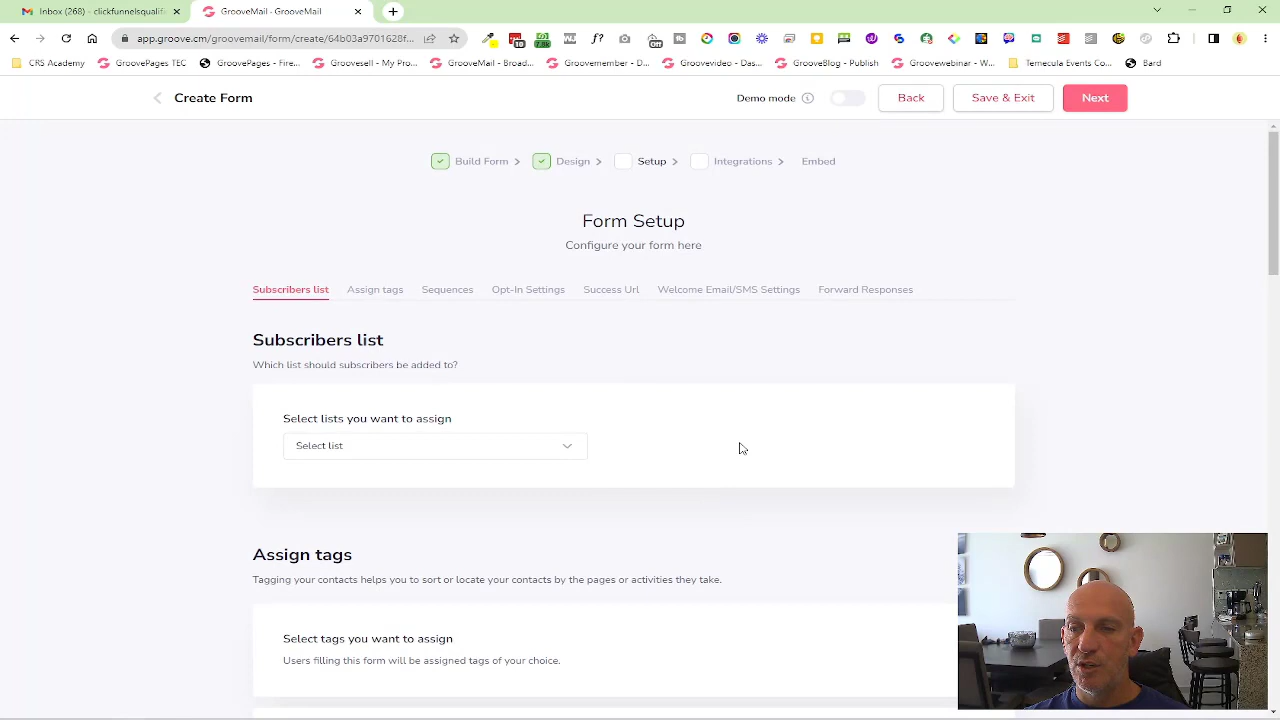 Inbox (268) - clickfunnelsqualifi
GrooveMail - GrooveMail
app.groove.cm/groovemail/form/create/64b03a9701620f...
CRS Academy
GroovePages TEC
GroovePages - Fire...
Groovesell - My Pro...
GrooveMail - Broad...
Groovemember - D...
Groovevideo - Das...
GrooveBlog - Publish
Groovewebinar - W...
Temecula Events Co...
Bard
Create Form
Demo mode
Back
Save & Exit
Next
Build Form
Design
Setup
Integrations
Embed
Form Setup
Configure your form here
Subscribers list
Assign tags
Sequences
Opt-In Settings
Success Url
Welcome Email/SMS Settings
Forward Responses
Subscribers list
Which list should subscribers be added to?
Select lists you want to assign
Select list
Assign tags
Tagging your contacts helps you to sort or locate your contacts by the pages or activities they take.
Select tags you want to assign
Users filling this form will be assigned tags of your choice.